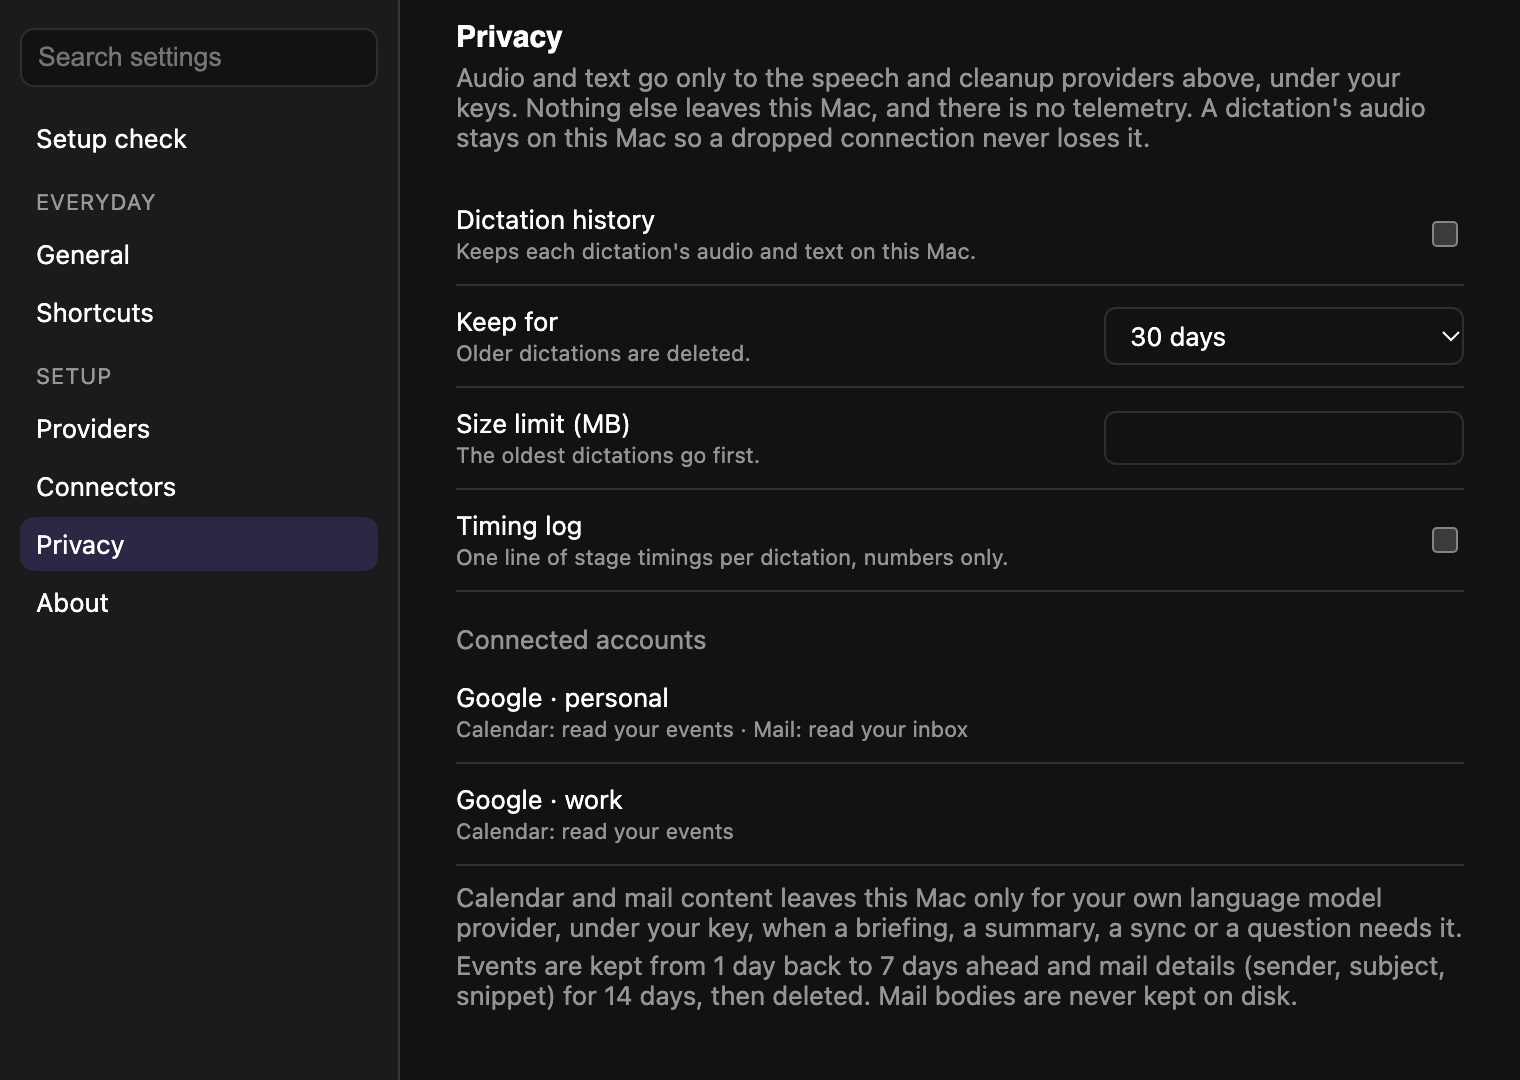 Search settings
Setup check
EVERYDAY
General
Shortcuts
SETUP
Providers
Connectors
Privacy
About
Privacy
Audio and text go only to the speech and cleanup providers above, under your
keys. Nothing else leaves this Mac, and there is no telemetry. A dictation's audio
stays on this Mac so a dropped connection never loses it.
Dictation history
Keeps each dictation's audio and text on this Mac.
Keep for
Older dictations are deleted.
30 days
Size limit (MB)
The oldest dictations go first.
Timing log
One line of stage timings per dictation, numbers only.
Connected accounts
Google · personal
Calendar: read your events · Mail: read your inbox
Google · work
Calendar: read your events
Calendar and mail content leaves this Mac only for your own language model
provider, under your key, when a briefing, a summary, a sync or a question needs it.
Events are kept from 1 day back to 7 days ahead and mail details (sender, subject,
snippet) for 14 days, then deleted. Mail bodies are never kept on disk.